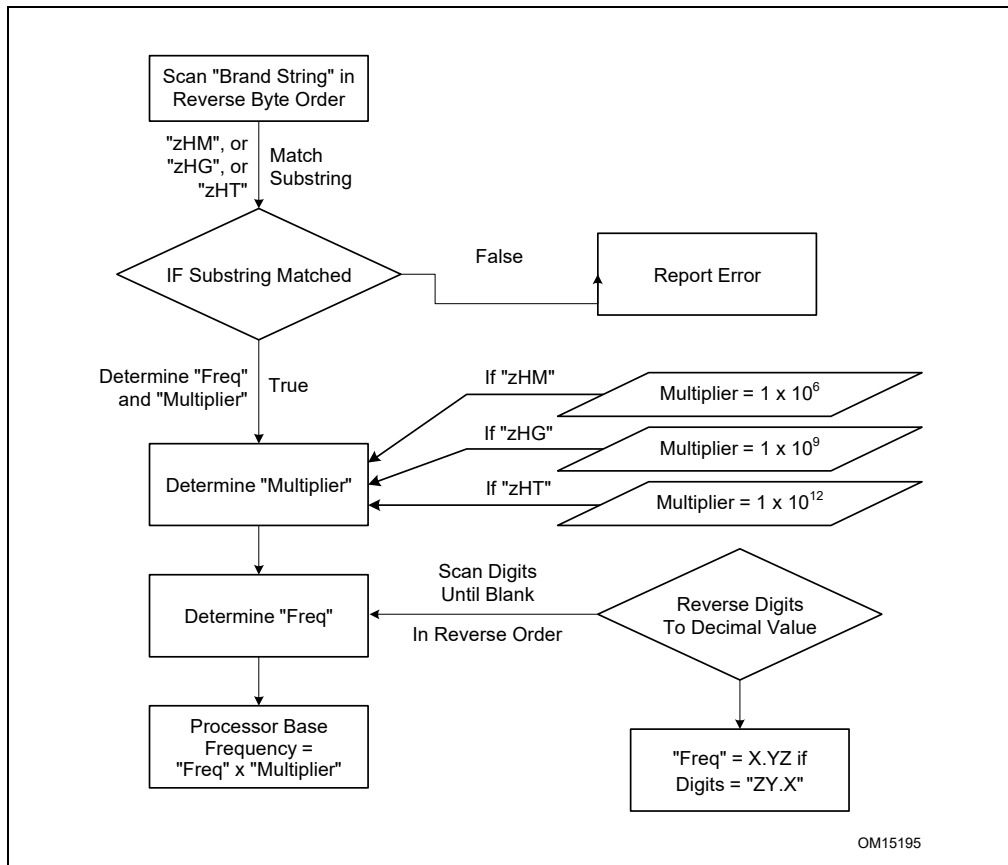 Scan "Brand String" in
Reverse Byte Order
"zHM", or
"zHG", or
"zHT"
Match
Substring
IF Substring Matched
False
Report Error
Determine "Freq"
and "Multiplier"
True
If "zHM"
Multiplier = 1 x 10⁶
If "zHG"
Multiplier = 1 x 10⁹
Determine "Multiplier"
If "zHT"
Multiplier = 1 x 10¹²
Scan Digits
Until Blank
In Reverse Order
Determine "Freq"
Reverse Digits
To Decimal Value
Processor Base
Frequency =
"Freq" x "Multiplier"
"Freq" = X.YZ if
Digits = "ZY.X"
OM15195